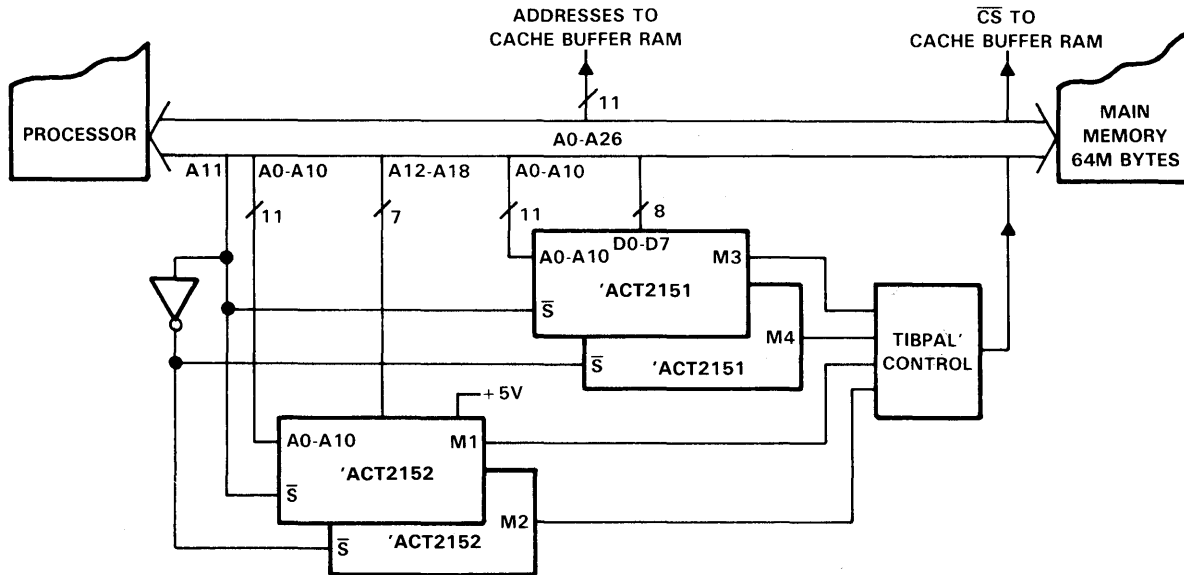 ADDRESSES TO
CACHE BUFFER RAM
CS TO
CACHE BUFFER RAM
11
PROCESSOR
A0-A26
MAIN
MEMORY
64M BYTES
A11
A0-A10
A12-A18
A0-A10
11
7
11
8
D0-D7
A0-A10
M3
'ACT2151
S
M4
'ACT2151
S
TIBPAL'
CONTROL
+5V
A0-A10
M1
'ACT2152
S
M2
'ACT2152
S